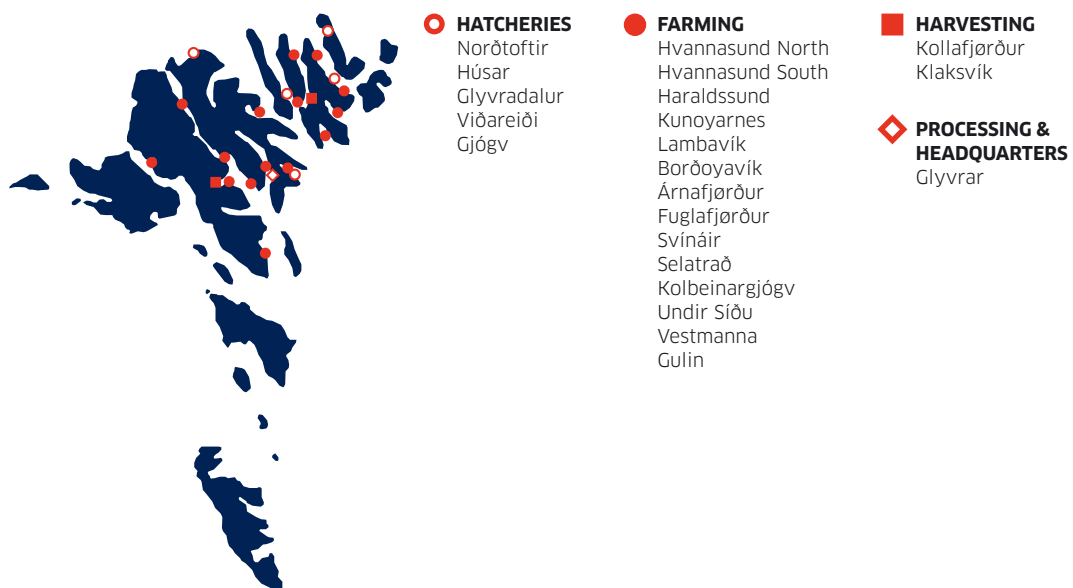 HATCHERIES
Norðtoftir
Húsar
Glyvradalur
Viðareiði
Gjógv
FARMING
Hvannasund North
Hvannasund South
Haraldssund
Kunoyarnes
Lambavík
Borðoyavík
Árnafjørður
Fuglafjørður
Svínáir
Selatrað
Kolbeinargjógv
Undir Síðu
Vestmanna
Gulin
HARVESTING
Kollafjørður
Klaksvík
PROCESSING &
HEADQUARTERS
Glyvrar